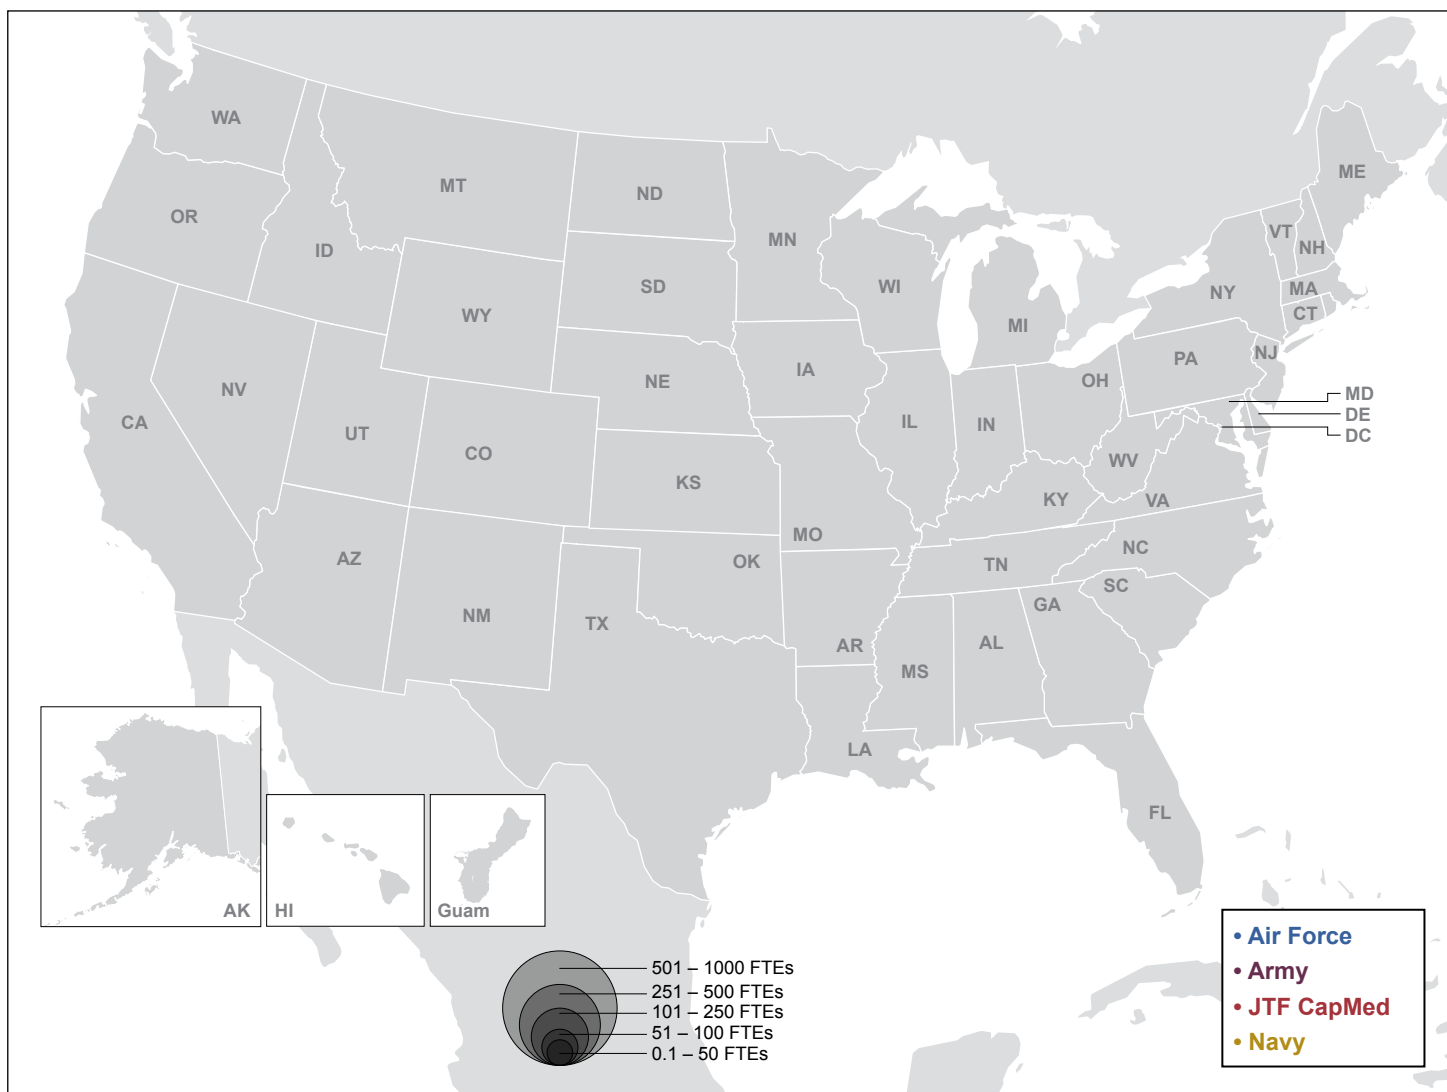 WA
MT
ND
MN
ME
OR
ID
SD
WI
VT
NH
WY
MI
NY
MA
CT
NV
NE
IA
PA
NJ
OH
CA
UT
CO
IL
IN
MD
DE
DC
KS
WV
KY
VA
AZ
OK
MO
TN
NC
NM
TX
AR
MS
AL
GA
SC
LA
FL
AK
HI
Guam
501 – 1000 FTEs
251 – 500 FTEs
101 – 250 FTEs
51 – 100 FTEs
0.1 – 50 FTEs
• Air Force
• Army
• JTF CapMed
• Navy